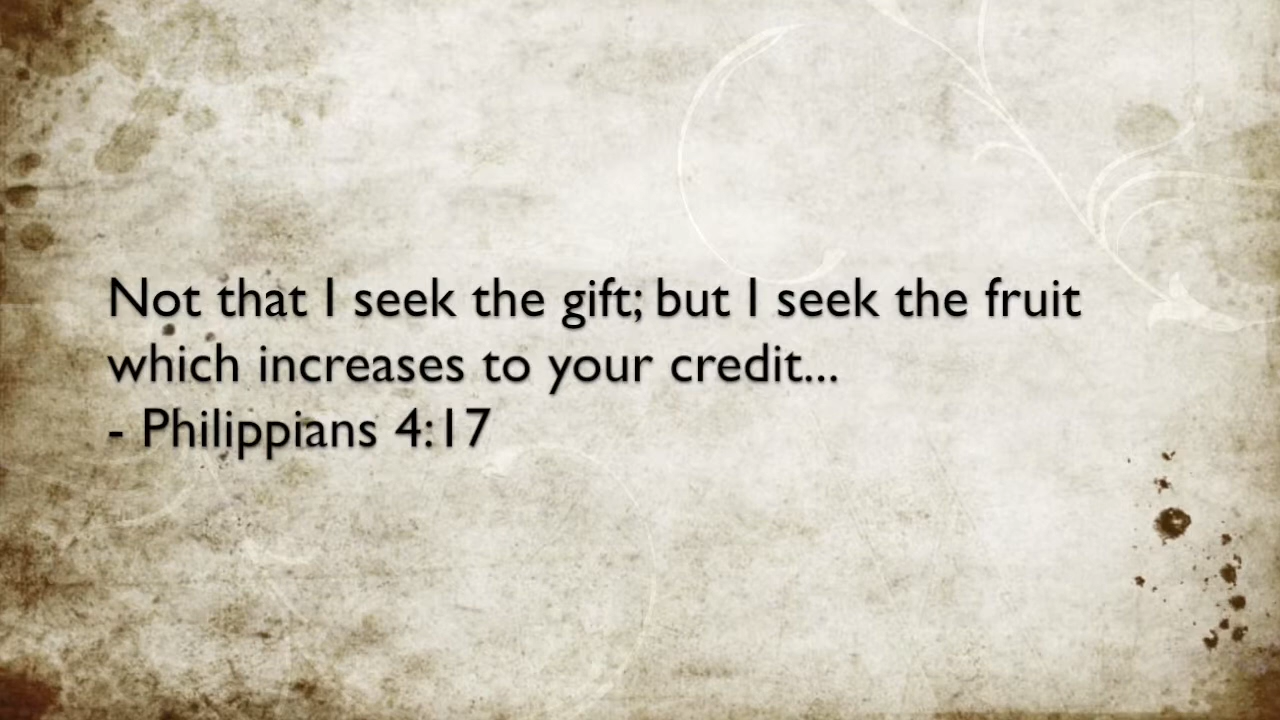 Not that I seek the gift; but I seek the fruit
which increases to your credit...
- Philippians 4:17